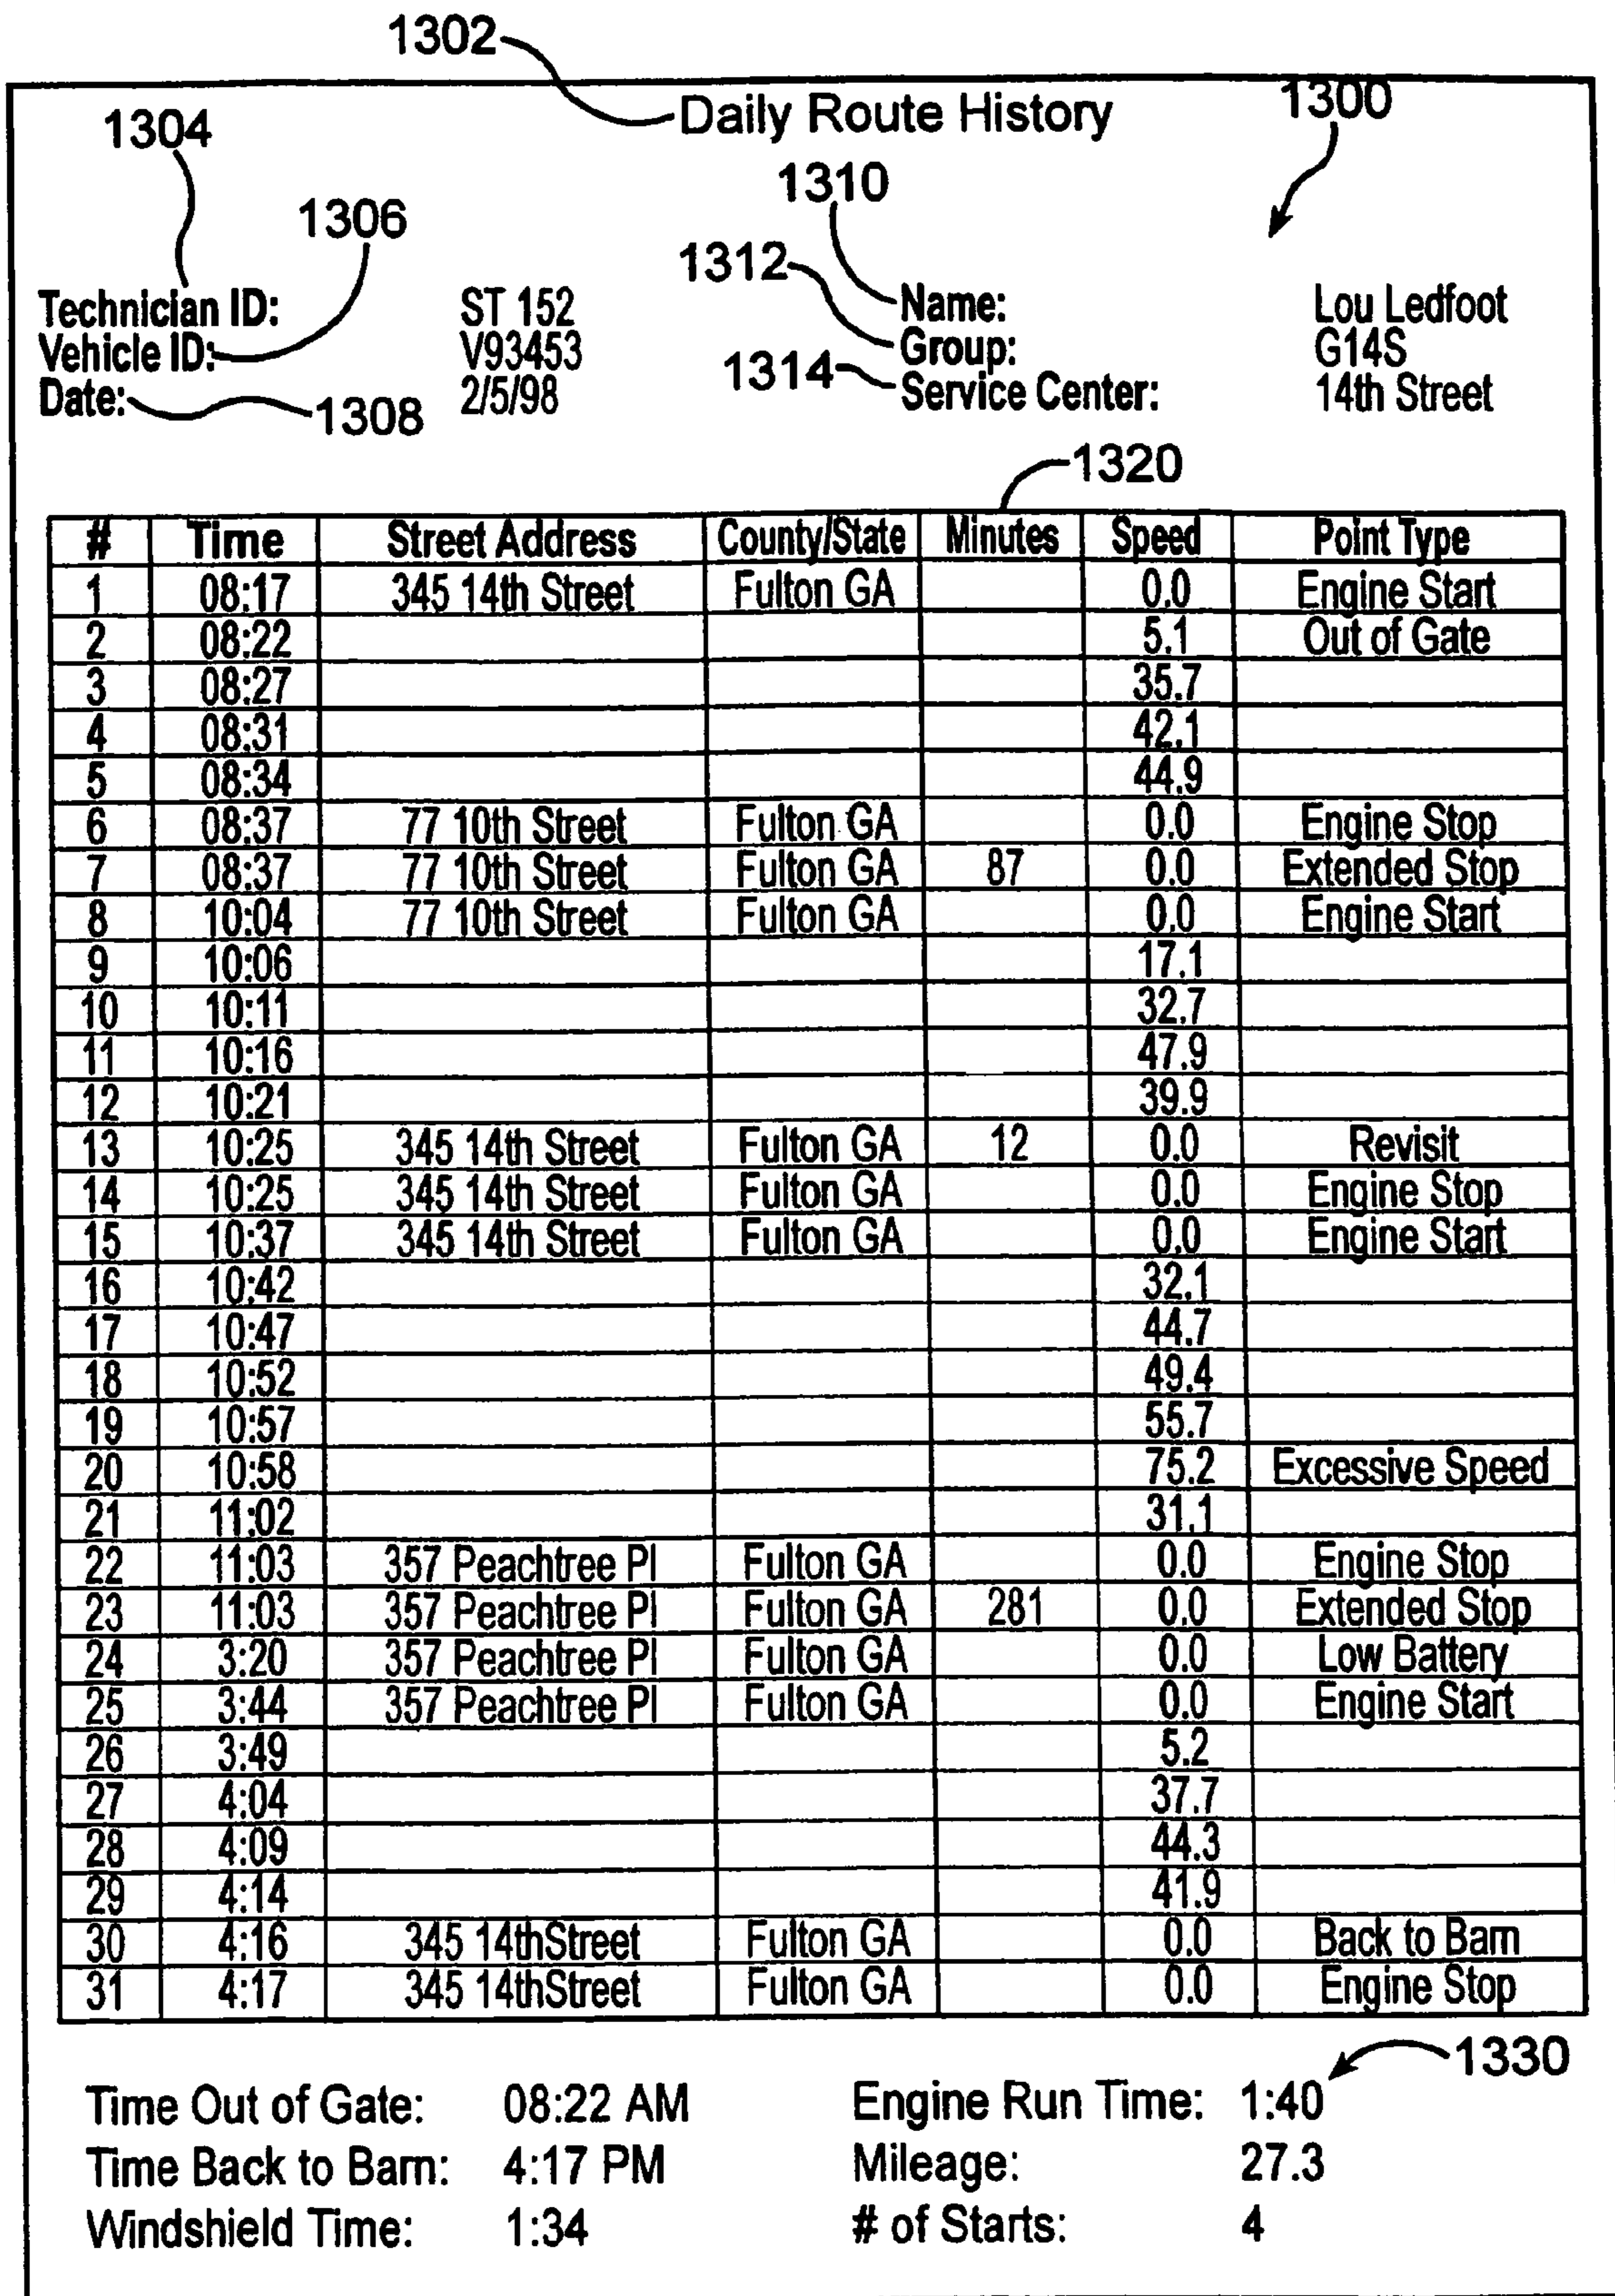 1302
Daily Route History
1300
1304
1310
1306
1312
Technician ID: ST 152 Name: Lou Ledfoot
Vehicle ID: V93453 Group: G14S
1314
Date: 2/5/98 Service Center: 14th Street
1308
1320
# Time Street Address County/State Minutes Speed Point Type
1 08:17 345 14th Street Fulton GA 0.0 Engine Start
2 08:22 5.1 Out of Gate
3 08:27 35.7
4 08:31 42.1
5 08:34 44.9
6 08:37 77 10th Street Fulton GA 0.0 Engine Stop
7 08:37 77 10th Street Fulton GA 87 0.0 Extended Stop
8 10:04 77 10th Street Fulton GA 0.0 Engine Start
9 10:06 17.1
10 10:11 32.7
11 10:16 47.9
12 10:21 39.9
13 10:25 345 14th Street Fulton GA 12 0.0 Revisit
14 10:25 345 14th Street Fulton GA 0.0 Engine Stop
15 10:37 345 14th Street Fulton GA 0.0 Engine Start
16 10:42 32.1
17 10:47 44.7
18 10:52 49.4
19 10:57 55.7
20 10:58 75.2 Excessive Speed
21 11:02 31.1
22 11:03 357 Peachtree Pl Fulton GA 0.0 Engine Stop
23 11:03 357 Peachtree Pl Fulton GA 281 0.0 Extended Stop
24 3:20 357 Peachtree Pl Fulton GA 0.0 Low Battery
25 3:44 357 Peachtree Pl Fulton GA 0.0 Engine Start
26 3:49 5.2
27 4:04 37.7
28 4:09 44.3
29 4:14 41.9
30 4:16 345 14thStreet Fulton GA 0.0 Back to Barn
31 4:17 345 14thStreet Fulton GA 0.0 Engine Stop
1330
Time Out of Gate: 08:22 AM Engine Run Time: 1:40
Time Back to Barn: 4:17 PM Mileage: 27.3
Windshield Time: 1:34 # of Starts: 4